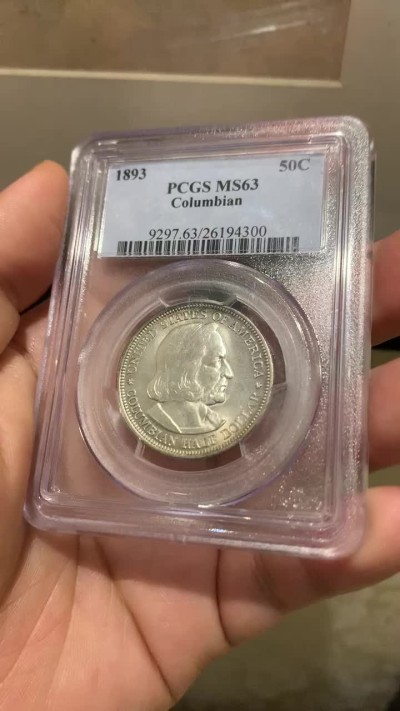 1893 50C
PCGS MS63
Columbian
9297.63/26194300
UNITED STATES OF AMERICA
COLUMBIAN HALF DOLLAR